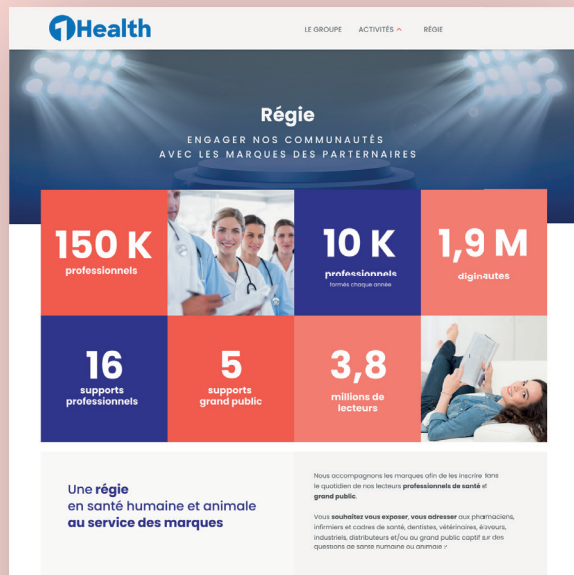 1Health
LE GROUPE ACTIVITÉS RÉGIE
Régie
ENGAGER NOS COMMUNAUTÉS
AVEC LES MARQUES DES PARTERNAIRES
150 K
professionnels
10 K
professionnels
formés chaque année
1,9 M
diginautes
16
supports
professionnels
5
supports
grand public
3,8
millions de
lecteurs
Une régie
en santé humaine et animale
au service des marques
Nous accompagnons les marques afin de les inscrire dans
le quotidien de nos lecteurs professionnels de santé et
grand public.
Vous souhaitez vous exposer, vous adresser aux pharmaciens,
infirmiers et cadres de santé, dentistes, vétérinaires, éleveurs,
industriels, distributeurs et/ou au grand public captif sur des
questions de santé humaine ou animale ?